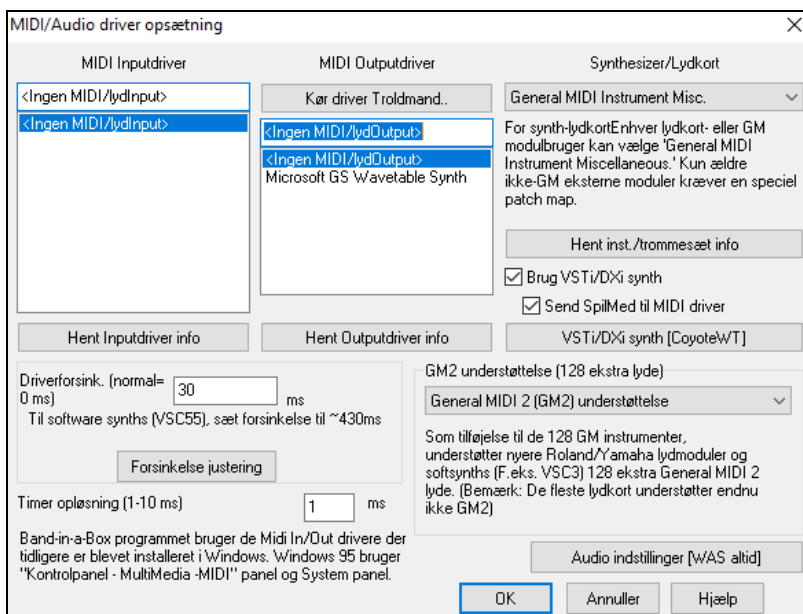 MIDI/Audio driver opsætning
MIDI Inputdriver
<Ingen MIDI/lydInput>
<Ingen MIDI/lydInput>
Hent Inputdriver info
MIDI Outputdriver
Kør driver Troldmand..
<Ingen MIDI/lydOutput>
<Ingen MIDI/lydOutput>
Microsoft GS Wavetable Synth
Hent Outputdriver info
Synthesizer/Lydkort
General MIDI Instrument Misc.
For synth-lydkortEnhver lydkort- eller GM
modulbruger kan vælge 'General MIDI
Instrument Miscellaneous.' Kun ældre
ikke-GM eksterne moduler kræver en speciel
patch map.
Hent inst./trommesæt info
Brug VSTi/DXi synth
Send SpilMed til MIDI driver
VSTi/DXi synth [CoyoteWT]
Driverforsink. (normal=
0 ms)
30
ms
Til software synths (VSC55), sæt forsinkelse til ~430ms
Forsinkelse justering
Timer opløsning (1-10 ms)
1
ms
Band-in-a-Box programmet bruger de Midi In/Out drivere der
tidligere er blevet installeret i Windows. Windows 95 bruger
"Kontrolpanel - MultiMedia -MIDI" panel og System panel.
GM2 understøttelse (128 ekstra lyde)
General MIDI 2 (GM2) understøttelse
Som tilføjelse til de 128 GM instrumenter,
understøtter nyere Roland/Yamaha lydmoduler og
softsynths (F.eks. VSC3) 128 ekstra General MIDI 2
lyde. (Bemærk: De fleste lydkort understøtter endnu
ikke GM2)
Audio indstillinger [WAS altid]
OK
Annuller
Hjælp